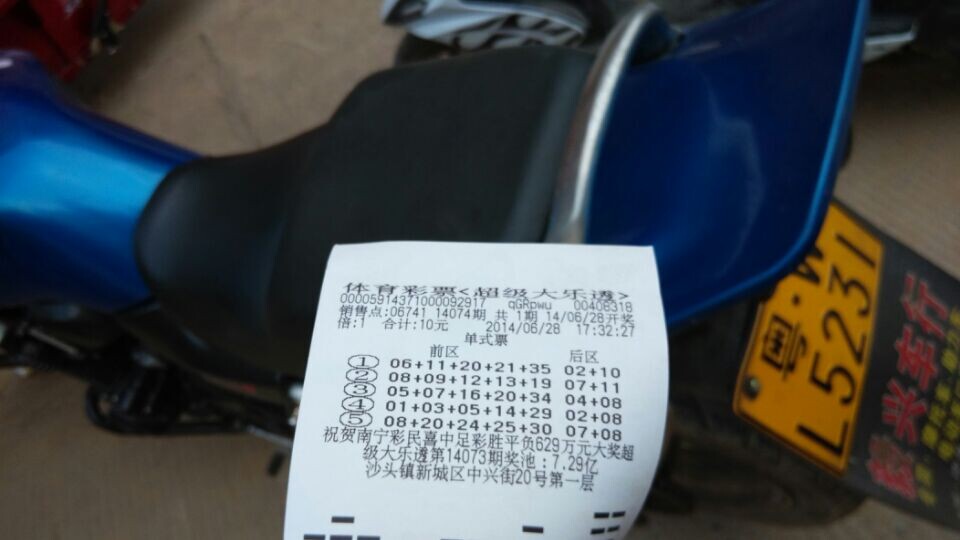 体育彩票<超级大乐透>
00005914371000092917 qGRpwu 00408318
销售点:06741 14074期 共 1期 14/06/28开奖
倍:1 合计:10元 2014/06/28 17:32:27
单式票
前区 后区
① 06+11+20+21+35 02+10
② 08+09+12+13+19 07+11
③ 05+07+16+20+34 04+08
④ 01+03+05+14+29 02+08
⑤ 08+20+24+25+30 07+08
祝贺南宁彩民喜中足彩胜平负629万元大奖超
级大乐透第14073期奖池:7.29亿
沙头镇新城区中兴街20号第一层
粤·W
L5231
兴车行